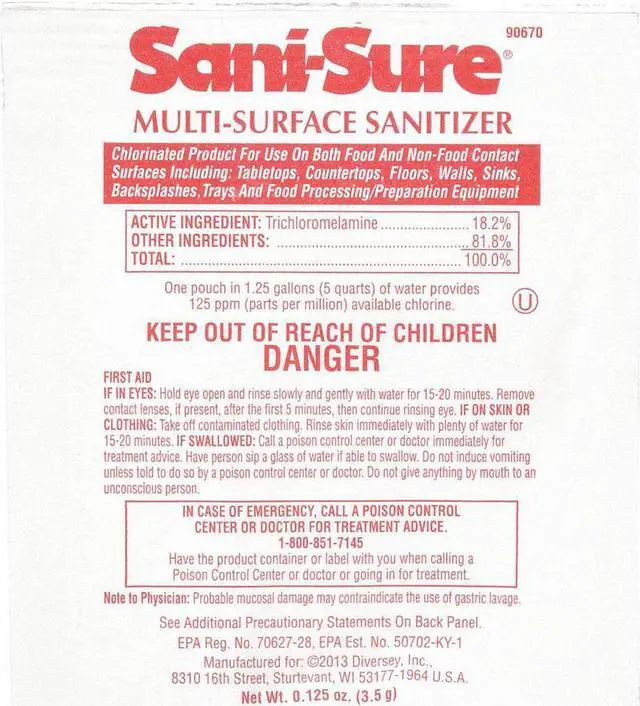 90670
Sani-Sure®
MULTI-SURFACE SANITIZER
Chlorinated Product For Use On Both Food And Non-Food Contact
Surfaces Including: Tabletops, Countertops, Floors, Walls, Sinks,
Backsplashes, Trays And Food Processing/Preparation Equipment
ACTIVE INGREDIENT: Trichloromelamine ........................ 18.2%
OTHER INGREDIENTS: ................................................ 81.8%
TOTAL: ........................................................................ 100.0%
One pouch in 1.25 gallons (5 quarts) of water provides
125 ppm (parts per million) available chlorine.
U
KEEP OUT OF REACH OF CHILDREN
DANGER
FIRST AID
IF IN EYES: Hold eye open and rinse slowly and gently with water for 15-20 minutes. Remove
contact lenses, if present, after the first 5 minutes, then continue rinsing eye. IF ON SKIN OR
CLOTHING: Take off contaminated clothing. Rinse skin immediately with plenty of water for
15-20 minutes. IF SWALLOWED: Call a poison control center or doctor immediately for
treatment advice. Have person sip a glass of water if able to swallow. Do not induce vomiting
unless told to do so by a poison control center or doctor. Do not give anything by mouth to an
unconscious person.
IN CASE OF EMERGENCY, CALL A POISON CONTROL
CENTER OR DOCTOR FOR TREATMENT ADVICE.
1-800-851-7145
Have the product container or label with you when calling a
Poison Control Center or doctor or going in for treatment.
Note to Physician: Probable mucosal damage may contraindicate the use of gastric lavage.
See Additional Precautionary Statements On Back Panel.
EPA Reg. No. 70627-28, EPA Est. No. 50702-KY-1
Manufactured for: ©2013 Diversey, Inc.,
8310 16th Street, Sturtevant, WI 53177-1964 U.S.A.
Net Wt. 0.125 oz. (3.5 g)